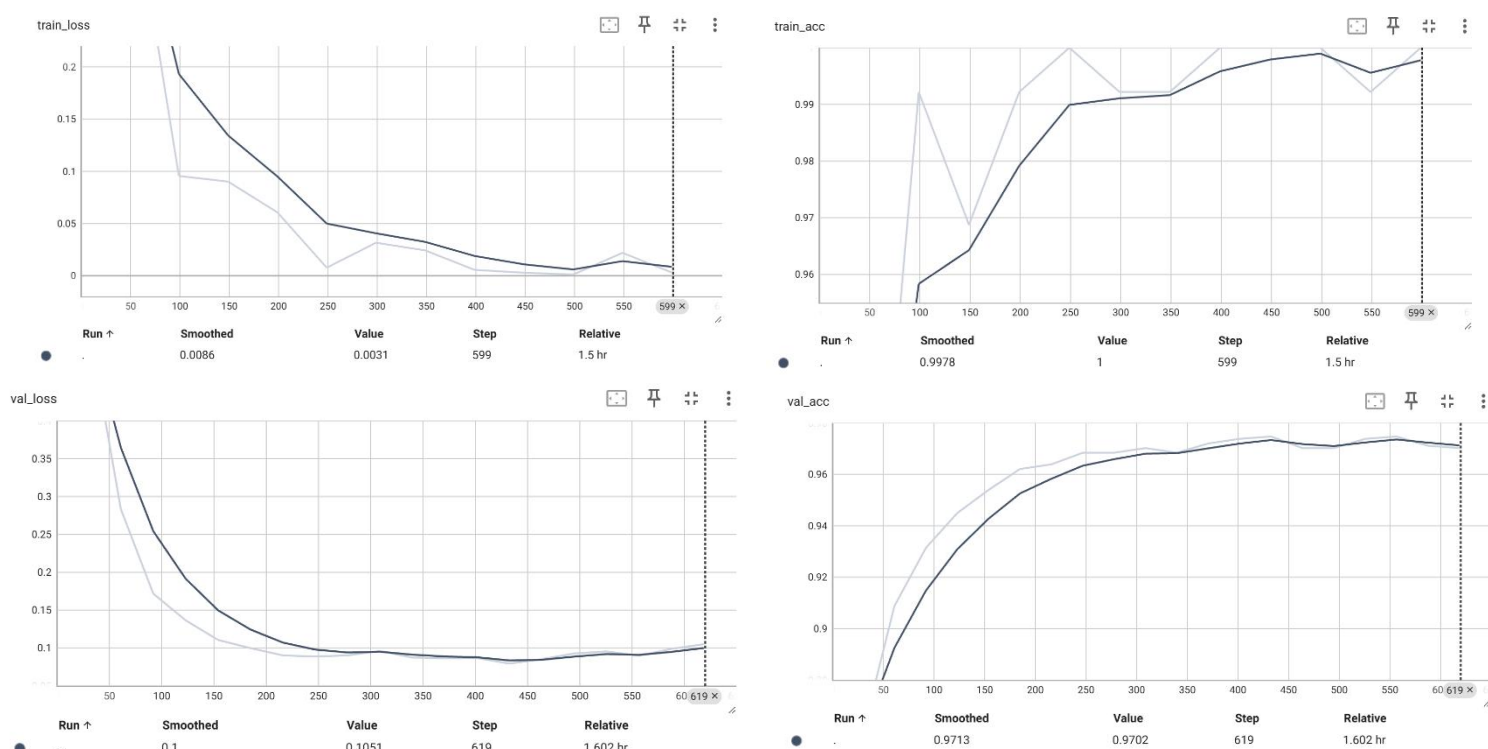 train_loss
0.2
0.15
0.1
0.05
0
50 100 150 200 250 300 350 400 450 500 550 599 ×
Run ↑ Smoothed Value Step Relative
. 0.0086 0.0031 599 1.5 hr
train_acc
0.99
0.98
0.97
0.96
50 100 150 200 250 300 350 400 450 500 550 599 ×
Run ↑ Smoothed Value Step Relative
. 0.9978 1 599 1.5 hr
val_loss
0.35
0.3
0.25
0.2
0.15
0.1
50 100 150 200 250 300 350 400 450 500 550 619 ×
Run ↑ Smoothed Value Step Relative
0.1 0.1051 619 1.602 hr
val_acc
0.96
0.94
0.92
0.9
50 100 150 200 250 300 350 400 450 500 550 619 ×
Run ↑ Smoothed Value Step Relative
. 0.9713 0.9702 619 1.602 hr